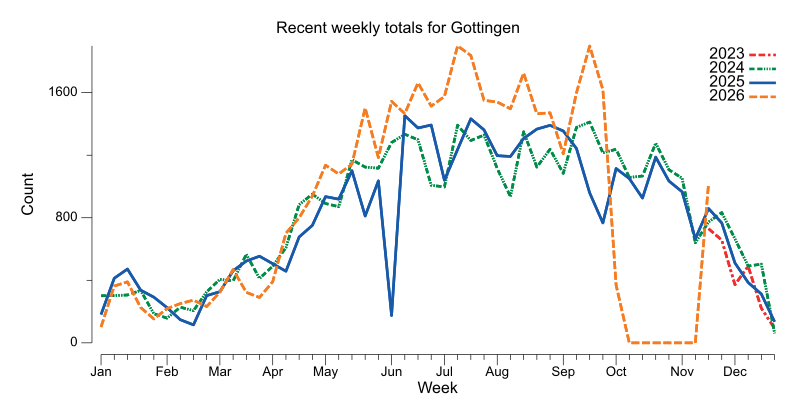 Recent weekly totals for Gottingen
2023
2024
2025
2026
Count
1600
800
0
Jan Feb Mar Apr May Jun Jul Aug Sep Oct Nov Dec
Week